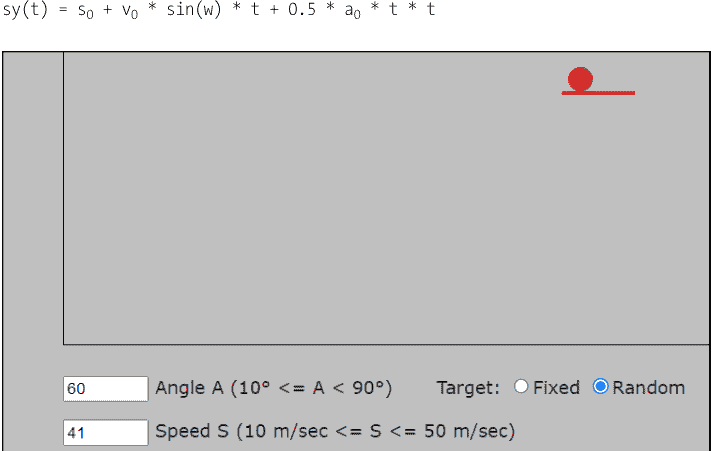 sy(t) = s₀ + v₀ * sin(w) * t + 0.5 * a₀ * t * t
60 Angle A (10° <= A < 90°) Target: Fixed Random
41 Speed S (10 m/sec <= S <= 50 m/sec)